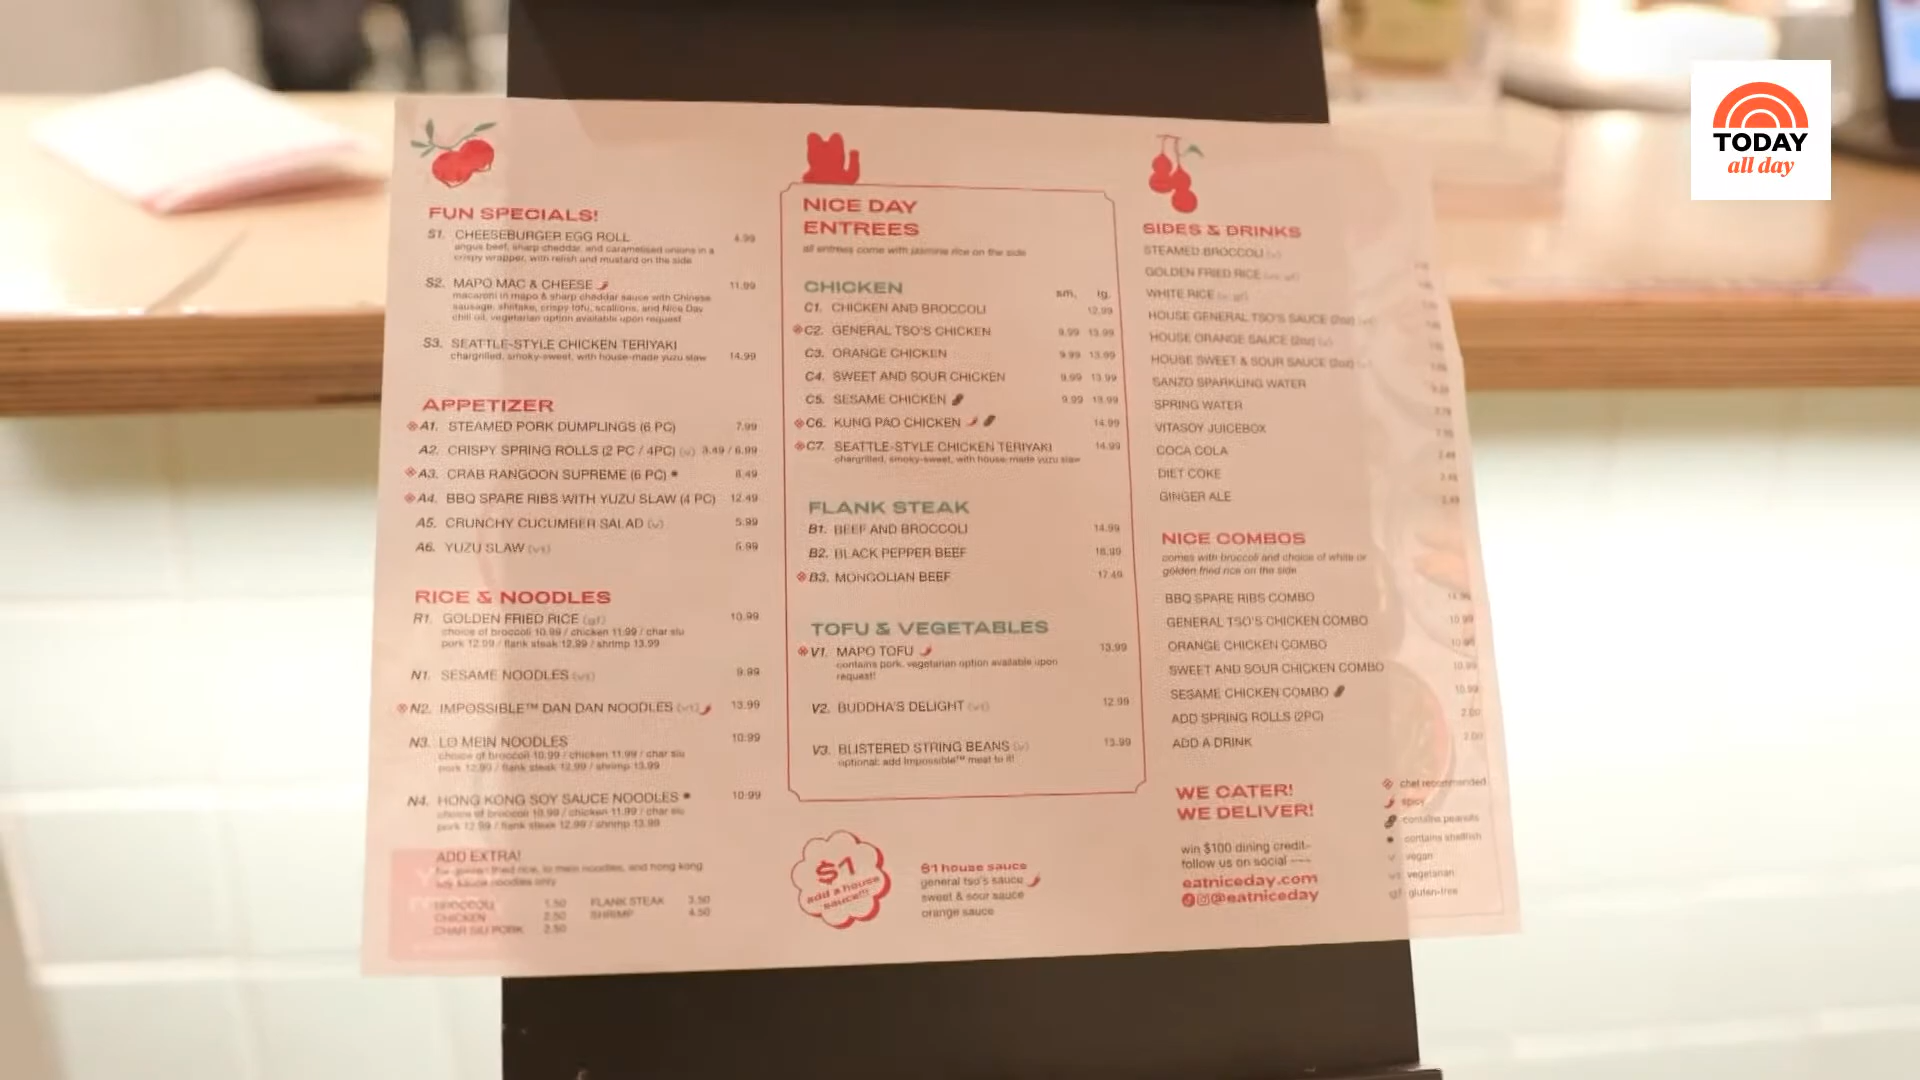 TODAY
all day
FUN SPECIALS!
S1. CHEESEBURGER EGG ROLL
angus beef, sharp cheddar, and caramelised onions in a
crispy wrapper, with relish and mustard on the side
S2. MAPO MAC & CHEESE 11.99
macaroni in mapo & sharp cheddar sauce with Chinese
sausage, shiitake, crispy tofu, scallions, and Nice Day
chili oil, vegetarian option available upon request
S3. SEATTLE-STYLE CHICKEN TERIYAKI
chargrilled, smoky-sweet, with house-made yuzu slaw 14.99
APPETIZER
A1. STEAMED PORK DUMPLINGS (6 PC) 7.99
A2. CRISPY SPRING ROLLS (2 PC / 4PC) (v) 3.49 / 6.99
A3. CRAB RANGOON SUPREME (6 PC)
A4. BBQ SPARE RIBS WITH YUZU SLAW (4 PC) 12.49
A5. CRUNCHY CUCUMBER SALAD (v) 5.99
A6. YUZU SLAW
RICE & NOODLES
R1. GOLDEN FRIED RICE (gf) 10.99
choice of broccoli 10.99 / chicken 11.99 / char siu
pork 12.99 / flank steak 12.99 / shrimp 13.99
N1. SESAME NOODLES 9.99
N2. IMPOSSIBLE™ DAN DAN NOODLES 13.99
N3. LO MEIN NOODLES 10.99
choice of broccoli 10.99 / chicken 11.99 / char siu
pork 12.99 / flank steak 12.99 / shrimp 13.99
N4. HONG KONG SOY SAUCE NOODLES 10.99
choice of broccoli 10.99 / chicken 11.99 / char siu
pork 12.99 / flank steak 12.99 / shrimp 13.99
ADD EXTRA!
for golden fried rice, lo mein noodles, and hong kong
soy sauce noodles only
BROCCOLI 1.50 FLANK STEAK 3.50
CHICKEN 2.50 SHRIMP 4.50
CHAR SIU PORK 2.50
NICE DAY
ENTREES
all entrees come with jasmine rice on the side
CHICKEN
sm. lg.
C1. CHICKEN AND BROCCOLI 12.99
C2. GENERAL TSO'S CHICKEN 9.99 13.99
C3. ORANGE CHICKEN 9.99 13.99
C4. SWEET AND SOUR CHICKEN 9.99 13.99
C5. SESAME CHICKEN 9.99 13.99
C6. KUNG PAO CHICKEN 14.99
C7. SEATTLE-STYLE CHICKEN TERIYAKI 14.99
chargrilled, smoky-sweet, with house-made yuzu slaw
FLANK STEAK
B1. BEEF AND BROCCOLI 14.99
B2. BLACK PEPPER BEEF
B3. MONGOLIAN BEEF 17.49
TOFU & VEGETABLES
V1. MAPO TOFU 13.99
contains pork, vegetarian option available upon
request!
V2. BUDDHA'S DELIGHT 12.99
V3. BLISTERED STRING BEANS (v) 13.99
optional: add Impossible™ meat to it!
$1
add a house
sauce!!!
$1 house sauce
general tso's sauce
sweet & sour sauce
orange sauce
SIDES & DRINKS
STEAMED BROCCOLI (v)
GOLDEN FRIED RICE
WHITE RICE
HOUSE GENERAL TSO'S SAUCE (2oz)
HOUSE ORANGE SAUCE (2oz)
HOUSE SWEET & SOUR SAUCE (2oz)
SANZO SPARKLING WATER
SPRING WATER
VITASOY JUICEBOX
COCA COLA
DIET COKE
GINGER ALE
NICE COMBOS
comes with broccoli and choice of white or
golden fried rice on the side
BBQ SPARE RIBS COMBO
GENERAL TSO'S CHICKEN COMBO 10.99
ORANGE CHICKEN COMBO 10.99
SWEET AND SOUR CHICKEN COMBO 10.99
SESAME CHICKEN COMBO 10.99
ADD SPRING ROLLS (2PC) 2.00
ADD A DRINK 2.00
WE CATER!
WE DELIVER!
win $100 dining credit-
follow us on social
eatniceday.com
@eatniceday
chef recommended
spicy
contains peanuts
contains shellfish
v vegan
vegetarian
gf gluten-free